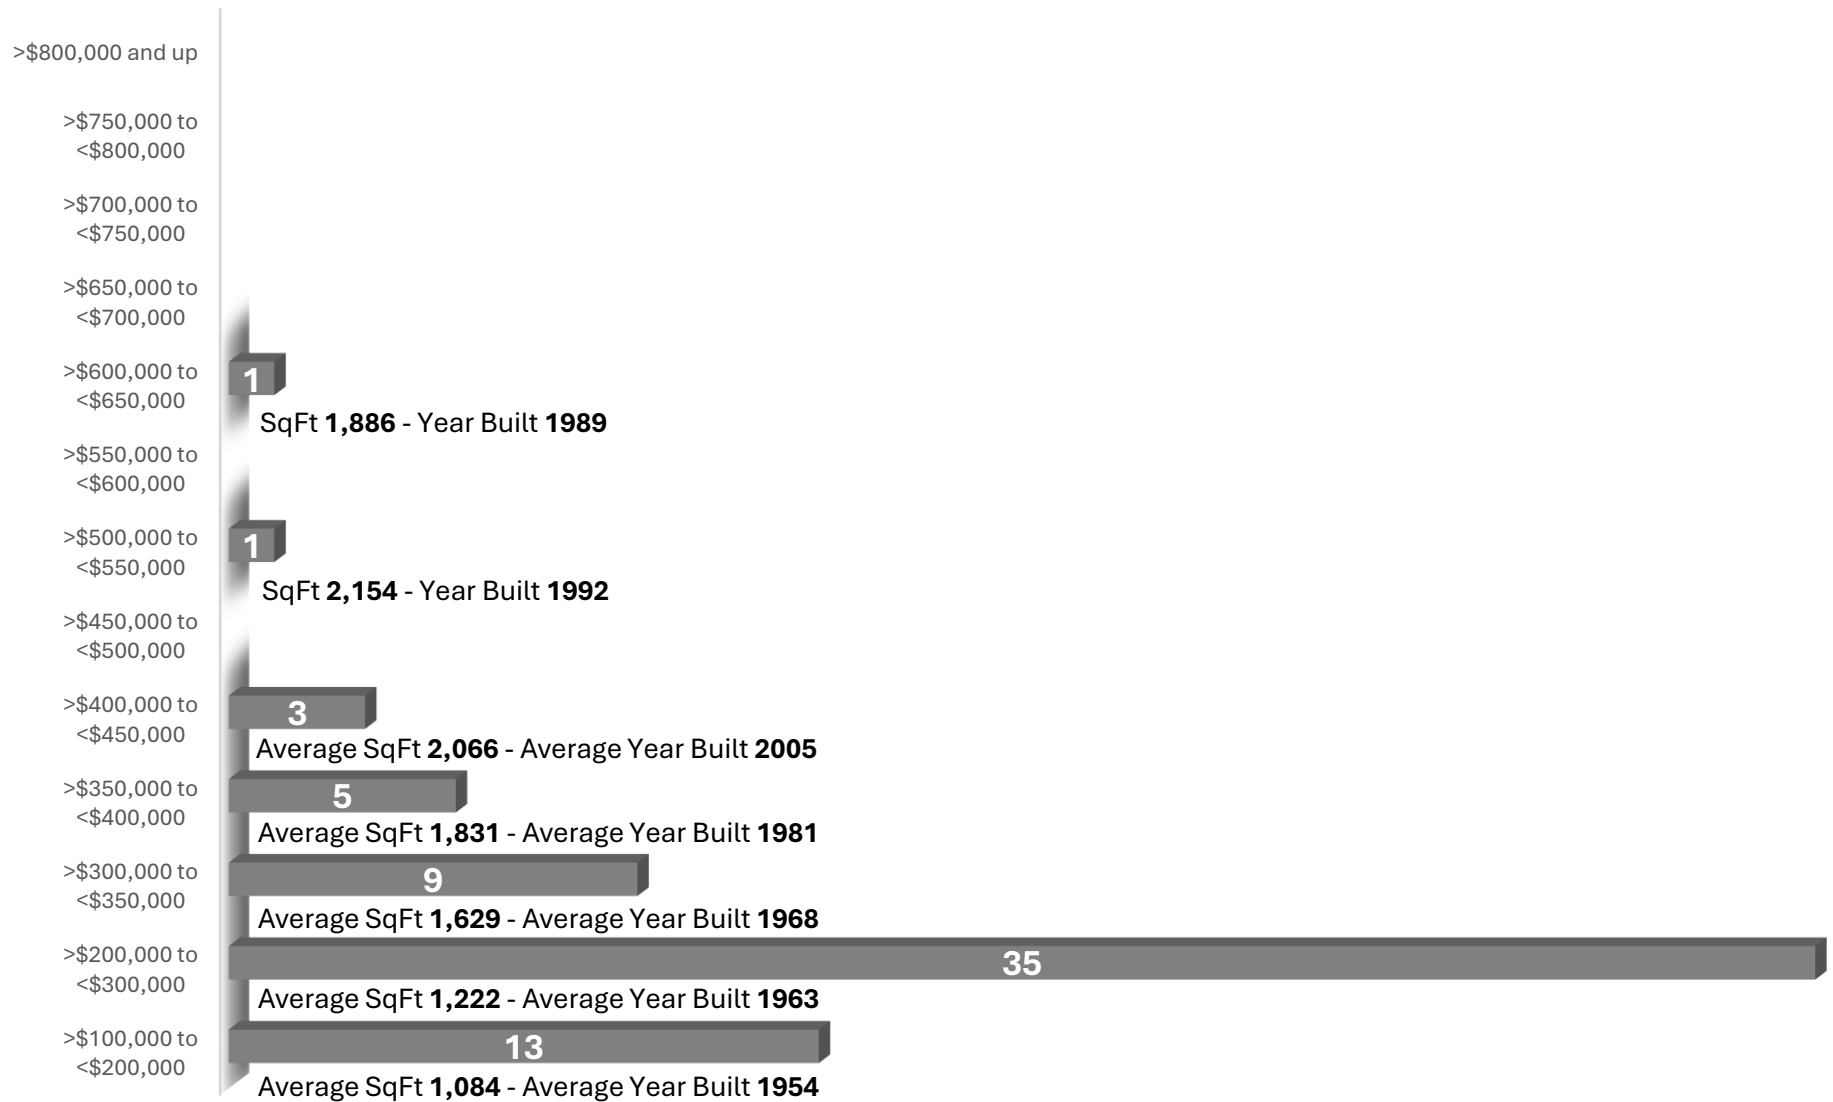 >$800,000 and up
>$750,000 to
<$800,000
>$700,000 to
<$750,000
>$650,000 to
<$700,000
>$600,000 to
<$650,000
1
SqFt 1,886 - Year Built 1989
>$550,000 to
<$600,000
>$500,000 to
<$550,000
1
SqFt 2,154 - Year Built 1992
>$450,000 to
<$500,000
>$400,000 to
<$450,000
3
Average SqFt 2,066 - Average Year Built 2005
>$350,000 to
<$400,000
5
Average SqFt 1,831 - Average Year Built 1981
>$300,000 to
<$350,000
9
Average SqFt 1,629 - Average Year Built 1968
>$200,000 to
<$300,000
35
Average SqFt 1,222 - Average Year Built 1963
>$100,000 to
<$200,000
13
Average SqFt 1,084 - Average Year Built 1954